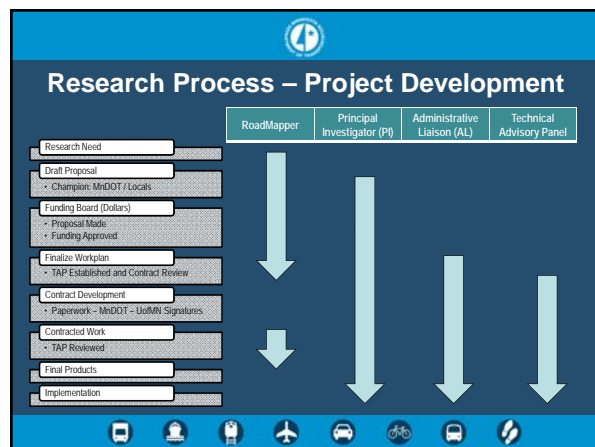 Research Process – Project Development
RoadMapper
Principal
Investigator (PI)
Administrative
Liaison (AL)
Technical
Advisory Panel
Research Need
Draft Proposal
• Champion: MnDOT / Locals
Funding Board (Dollars)
• Proposal Made
• Funding Approved
Finalize Workplan
• TAP Established and Contract Review
Contract Development
• Paperwork – MnDOT – UofMN Signatures
Contracted Work
• TAP Reviewed
Final Products
Implementation